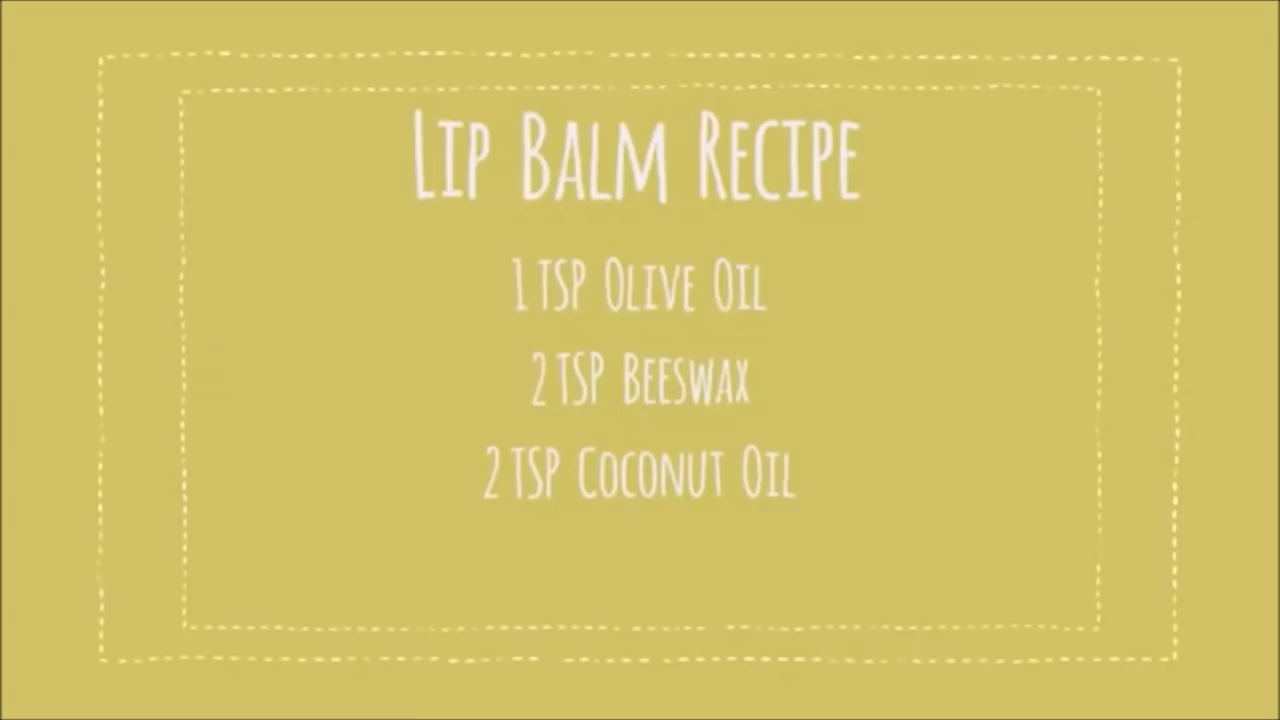 Lip Balm Recipe
1 TSP Olive Oil
2 TSP Beeswax
2 TSP Coconut Oil